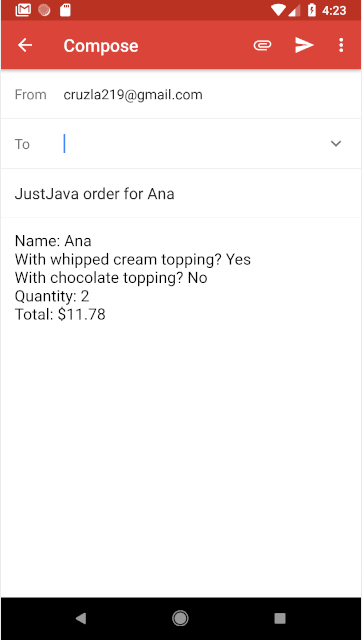 4:23
Compose
From cruzla219@gmail.com
To
JustJava order for Ana
Name: Ana
With whipped cream topping? Yes
With chocolate topping? No
Quantity: 2
Total: $11.78